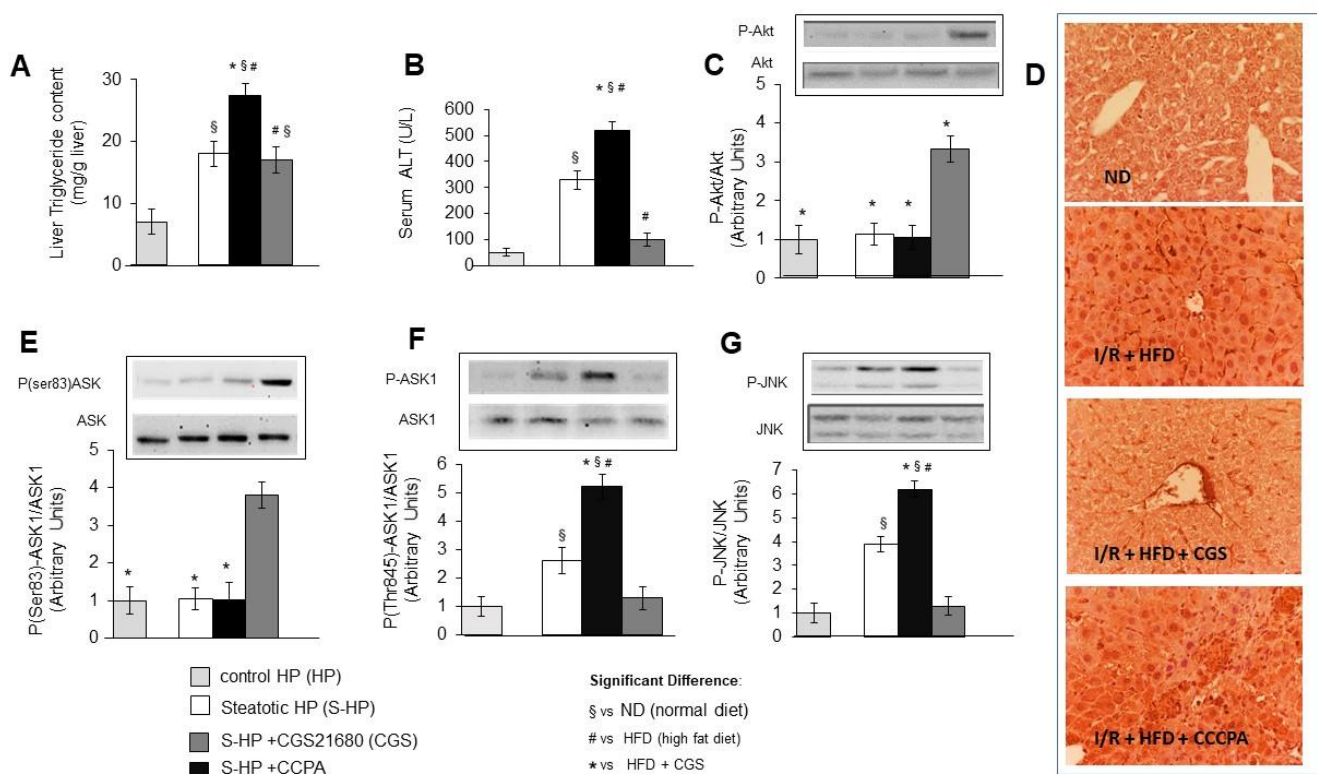 A
Liver Triglyceride content
(mg/g liver)
30
20
10
0
§
* § #
# §
B
Serum ALT (U/L)
600
500
400
300
200
100
0
§
* § #
#
C
P-Akt
Akt
P-Akt/Akt
(Arbitrary Units)
5
4
3
2
1
0
*
*
*
*
D
ND
I/R + HFD
I/R + HFD + CGS
I/R + HFD + CCCPA
E
P(ser83)ASK
ASK
P(Ser83)-ASK1/ASK1
(Arbitrary Units)
5
4
3
2
1
0
*
*
*
F
P-ASK1
ASK1
P(Thr845)-ASK1/ASK1
(Arbitrary Units)
6
5
4
3
2
1
0
§
* § #
G
P-JNK
JNK
P-JNK/JNK
(Arbitrary Units)
7
6
5
4
3
2
1
0
§
* § #
control HP (HP)
Steatotic HP (S-HP)
S-HP +CGS21680 (CGS)
S-HP +CCPA
Significant Difference:
§ vs ND (normal diet)
# vs HFD (high fat diet)
* vs HFD + CGS